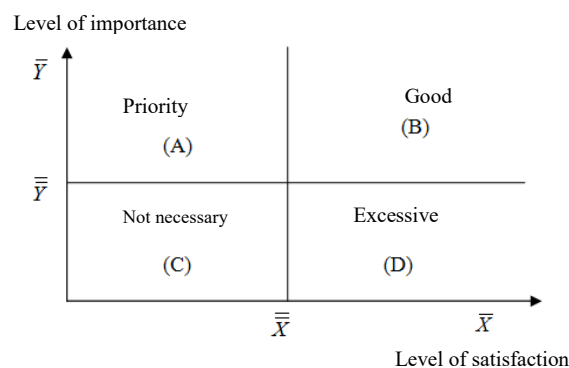 Level of importance
Y̅
Priority
Good
(A)
(B)
Y̿
Not necessary
Excessive
(C)
(D)
X̿
X̅
Level of satisfaction